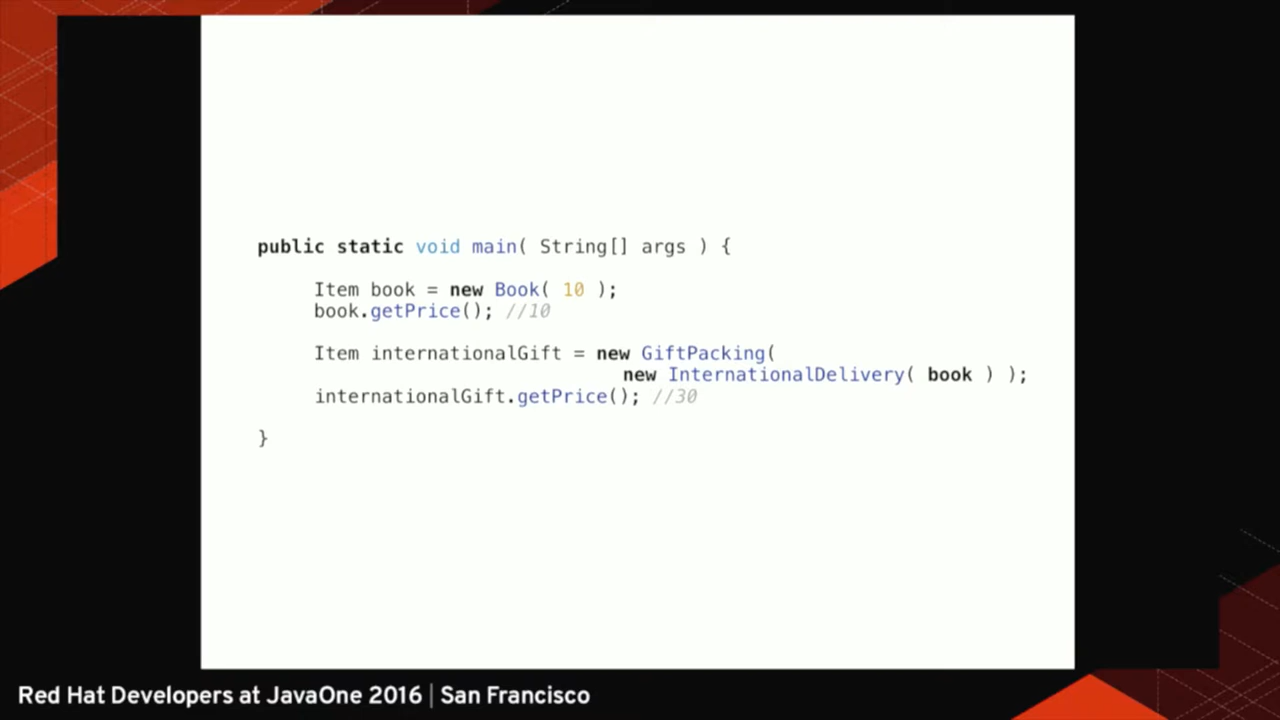 public static void main( String[] args ) {
Item book = new Book( 10 );
book.getPrice(); //10
Item internationalGift = new GiftPacking(
new InternationalDelivery( book ) );
internationalGift.getPrice(); //30
}
Red Hat Developers at JavaOne 2016 | San Francisco